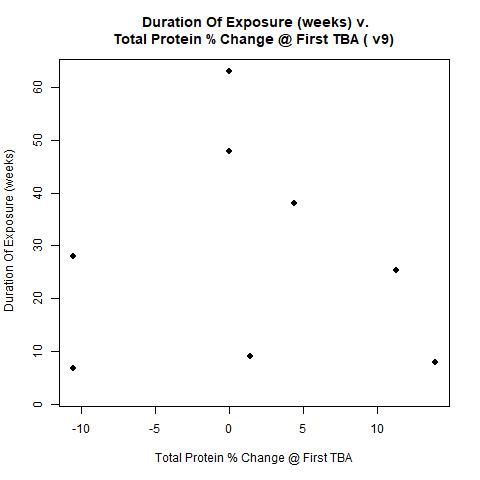 Duration Of Exposure (weeks) v.
Total Protein % Change @ First TBA ( v9)
Duration Of Exposure (weeks)
60
50
40
30
20
10
0
-10 -5 0 5 10
Total Protein % Change @ First TBA